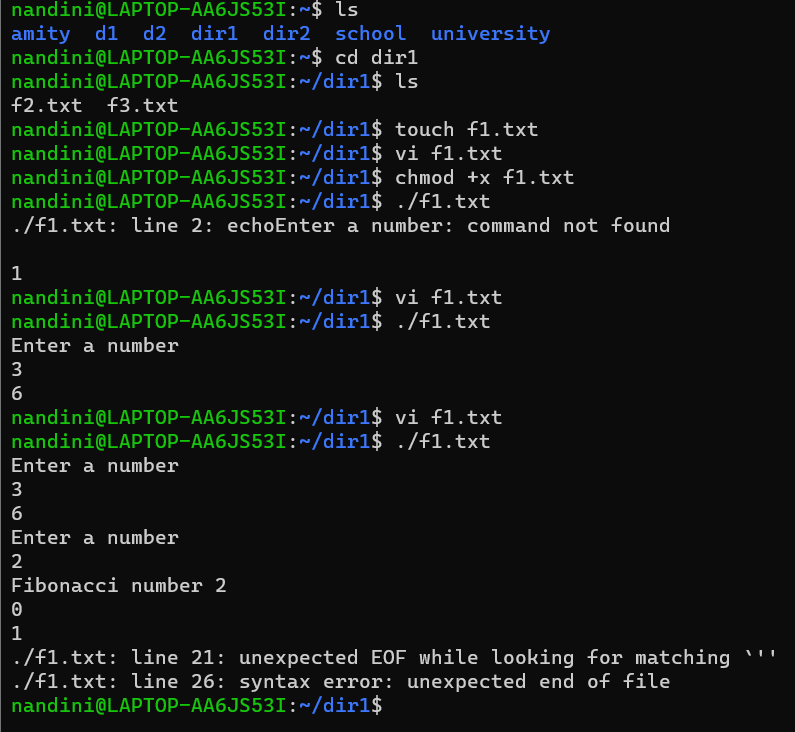 nandini@LAPTOP-AA6JS53I:~$ ls
amity  d1  d2  dir1  dir2  school  university
nandini@LAPTOP-AA6JS53I:~$ cd dir1
nandini@LAPTOP-AA6JS53I:~/dir1$ ls
f2.txt  f3.txt
nandini@LAPTOP-AA6JS53I:~/dir1$ touch f1.txt
nandini@LAPTOP-AA6JS53I:~/dir1$ vi f1.txt
nandini@LAPTOP-AA6JS53I:~/dir1$ chmod +x f1.txt
nandini@LAPTOP-AA6JS53I:~/dir1$ ./f1.txt
./f1.txt: line 2: echoEnter a number: command not found
1
nandini@LAPTOP-AA6JS53I:~/dir1$ vi f1.txt
nandini@LAPTOP-AA6JS53I:~/dir1$ ./f1.txt
Enter a number
3
6
nandini@LAPTOP-AA6JS53I:~/dir1$ vi f1.txt
nandini@LAPTOP-AA6JS53I:~/dir1$ ./f1.txt
Enter a number
3
6
Enter a number
2
Fibonacci number 2
0
1
./f1.txt: line 21: unexpected EOF while looking for matching `''
./f1.txt: line 26: syntax error: unexpected end of file
nandini@LAPTOP-AA6JS53I:~/dir1$